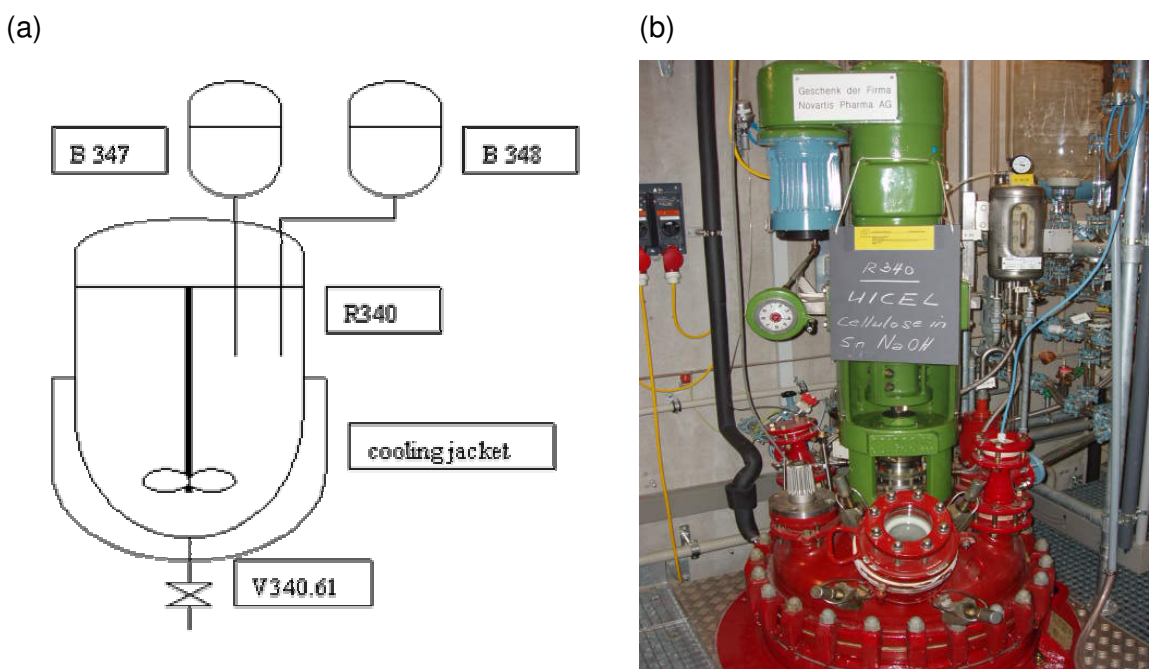 (a)
B 347
B 348
R340
cooling jacket
V340.61
(b)
Geschenk der Firma
Novartis Pharma AG
R340
HICEL
cellulose in
5n NaOH